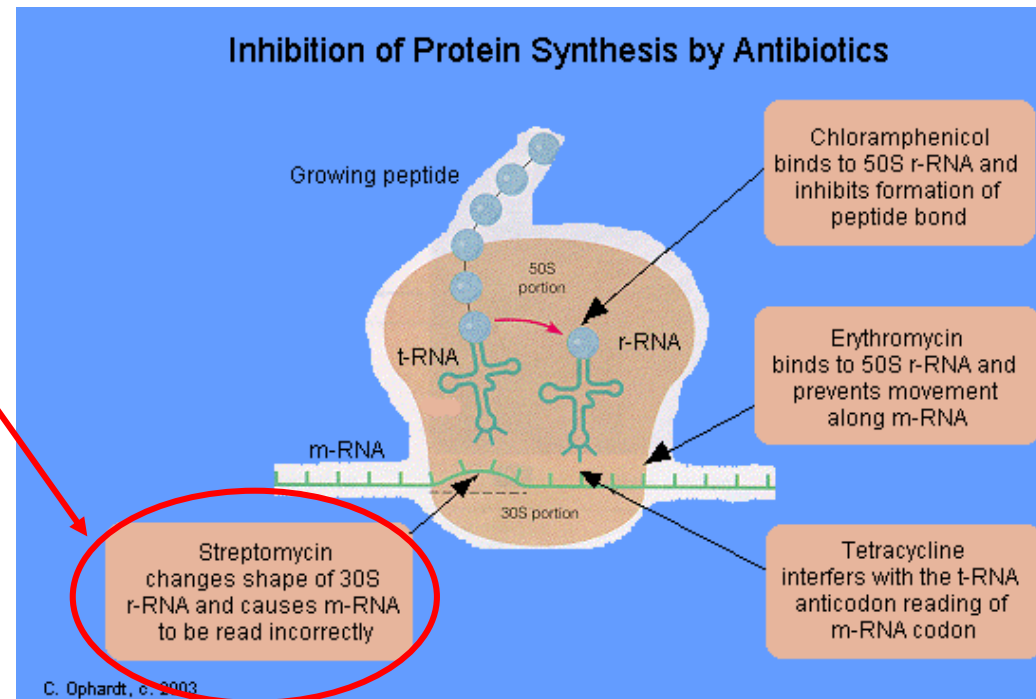 Inhibition of Protein Synthesis by Antibiotics
Growing peptide
Chloramphenicol
binds to 50S r-RNA and
inhibits formation of
peptide bond
50S
portion
t-RNA
r-RNA
Erythromycin
binds to 50S r-RNA and
prevents movement
along m-RNA
m-RNA
30S portion
Streptomycin
changes shape of 30S
r-RNA and causes m-RNA
to be read incorrectly
Tetracycline
interfers with the t-RNA
anticodon reading of
m-RNA codon
C. Ophardt, c. 2003